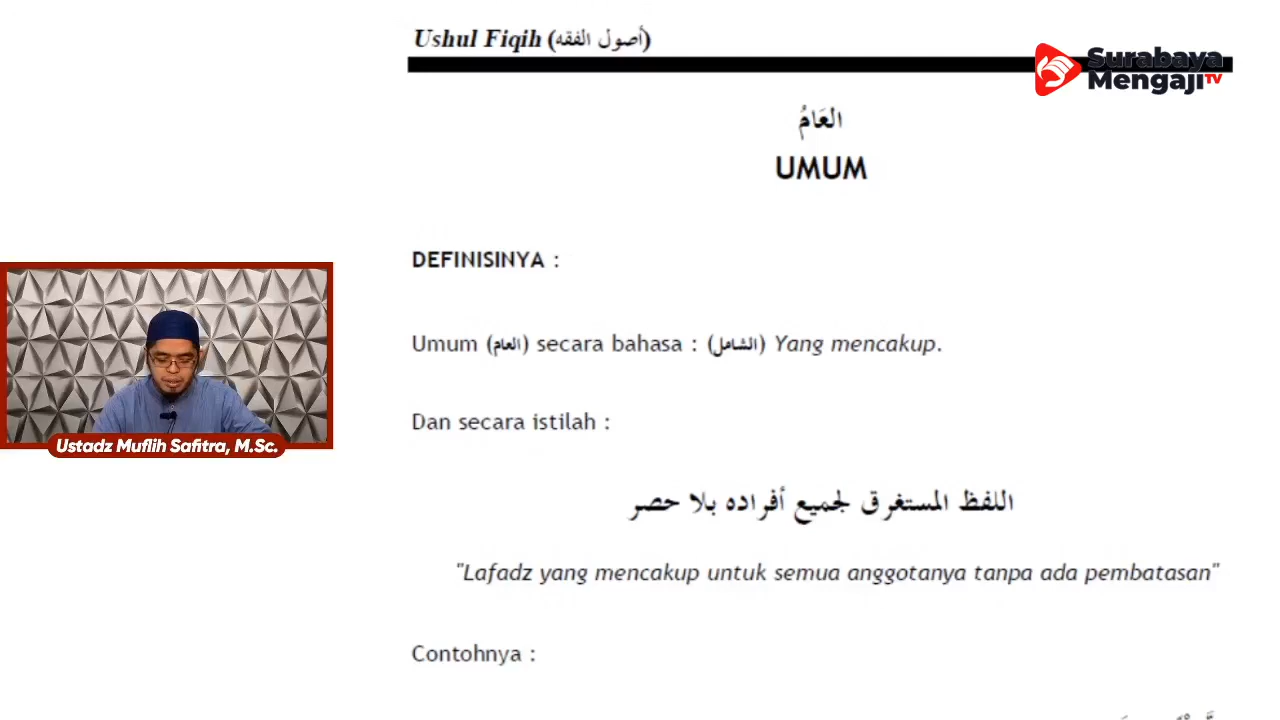 Ushul Fiqih (أصول الفقه)
Surabaya
Mengaji TV
العَامُ
UMUM
DEFINISINYA :
Umum (العام) secara bahasa : (الشامل) Yang mencakup.
Dan secara istilah :
اللفظ المستغرق لجميع أفراده بلا حصر
"Lafadz yang mencakup untuk semua anggotanya tanpa ada pembatasan"
Contohnya :
Ustadz Muflih Safitra, M.Sc.